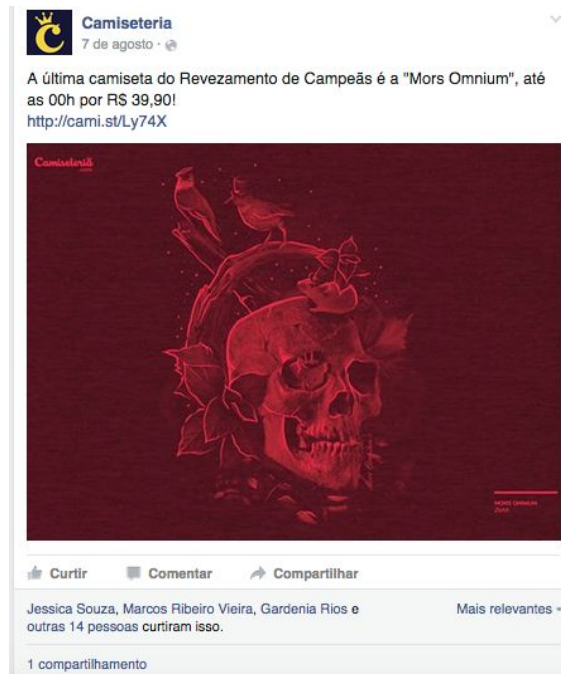 Camiseteria
7 de agosto
A última camiseta do Revezamento de Campeãs é a "Mors Omnium", até
as 00h por R$ 39,90!
http://cami.st/Ly74X
Camiseteria
.com
MORS OMNIUM
Curtir Comentar Compartilhar
Jessica Souza, Marcos Ribeiro Vieira, Gardenia Rios e Mais relevantes
outras 14 pessoas curtiram isso.
1 compartilhamento